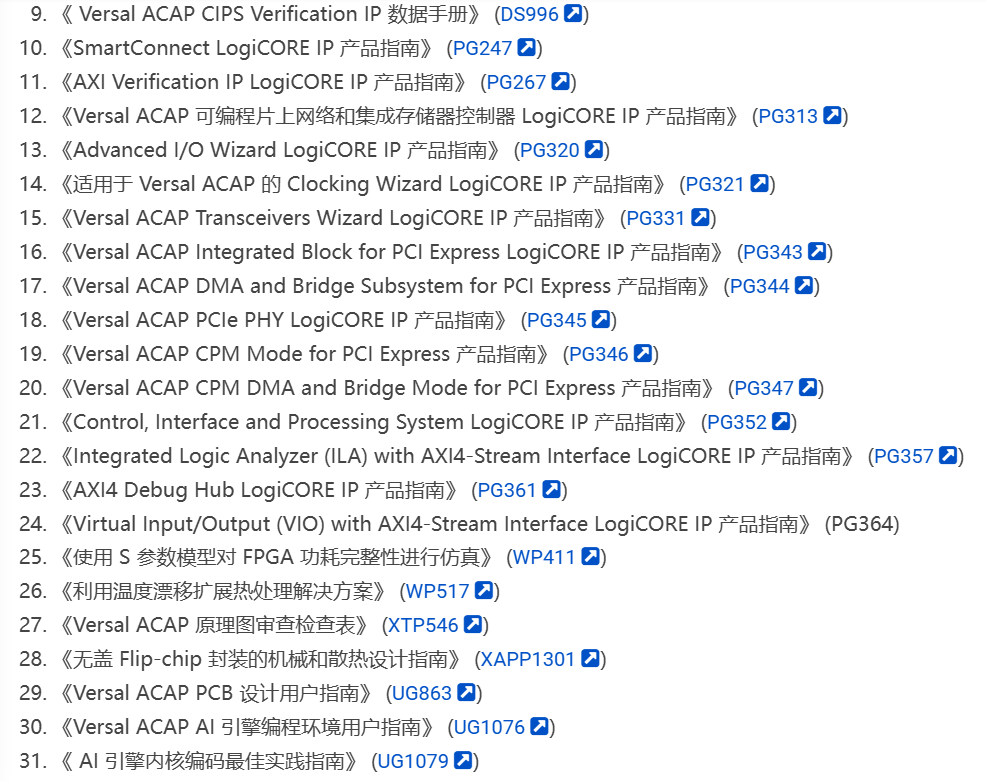 9. 《 Versal ACAP CIPS Verification IP 数据手册》 (DS996)
10. 《SmartConnect LogiCORE IP 产品指南》 (PG247)
11. 《AXI Verification IP LogiCORE IP 产品指南》 (PG267)
12. 《Versal ACAP 可编程片上网络和集成存储器控制器 LogiCORE IP 产品指南》 (PG313)
13. 《Advanced I/O Wizard LogiCORE IP 产品指南》 (PG320)
14. 《适用于 Versal ACAP 的 Clocking Wizard LogiCORE IP 产品指南》 (PG321)
15. 《Versal ACAP Transceivers Wizard LogiCORE IP 产品指南》 (PG331)
16. 《Versal ACAP Integrated Block for PCI Express LogiCORE IP 产品指南》 (PG343)
17. 《Versal ACAP DMA and Bridge Subsystem for PCI Express 产品指南》 (PG344)
18. 《Versal ACAP PCIe PHY LogiCORE IP 产品指南》 (PG345)
19. 《Versal ACAP CPM Mode for PCI Express 产品指南》 (PG346)
20. 《Versal ACAP CPM DMA and Bridge Mode for PCI Express 产品指南》 (PG347)
21. 《Control, Interface and Processing System LogiCORE IP 产品指南》 (PG352)
22. 《Integrated Logic Analyzer (ILA) with AXI4-Stream Interface LogiCORE IP 产品指南》 (PG357)
23. 《AXI4 Debug Hub LogiCORE IP 产品指南》 (PG361)
24. 《Virtual Input/Output (VIO) with AXI4-Stream Interface LogiCORE IP 产品指南》 (PG364)
25. 《使用 S 参数模型对 FPGA 功耗完整性进行仿真》 (WP411)
26. 《利用温度漂移扩展热处理解决方案》 (WP517)
27. 《Versal ACAP 原理图审查检查表》 (XTP546)
28. 《无盖 Flip-chip 封装的机械和散热设计指南》 (XAPP1301)
29. 《Versal ACAP PCB 设计用户指南》 (UG863)
30. 《Versal ACAP AI 引擎编程环境用户指南》 (UG1076)
31. 《 AI 引擎内核编码最佳实践指南》 (UG1079)